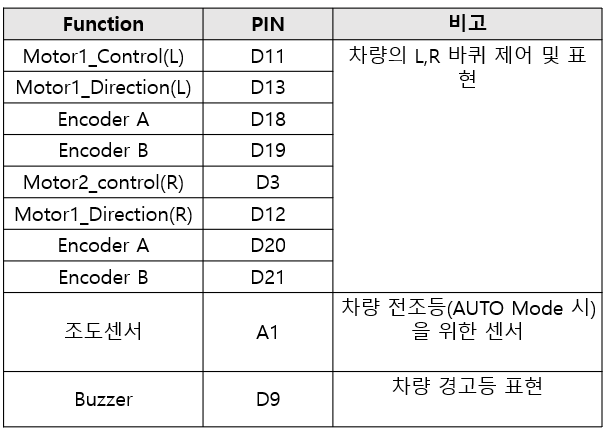 Function PIN 비고
Motor1_Control(L) D11 차량의 L,R 바퀴 제어 및 표
현
Motor1_Direction(L) D13
Encoder A D18
Encoder B D19
Motor2_control(R) D3
Motor1_Direction(R) D12
Encoder A D20
Encoder B D21
조도센서 A1 차량 전조등(AUTO Mode 시)
을 위한 센서
Buzzer D9 차량 경고등 표현